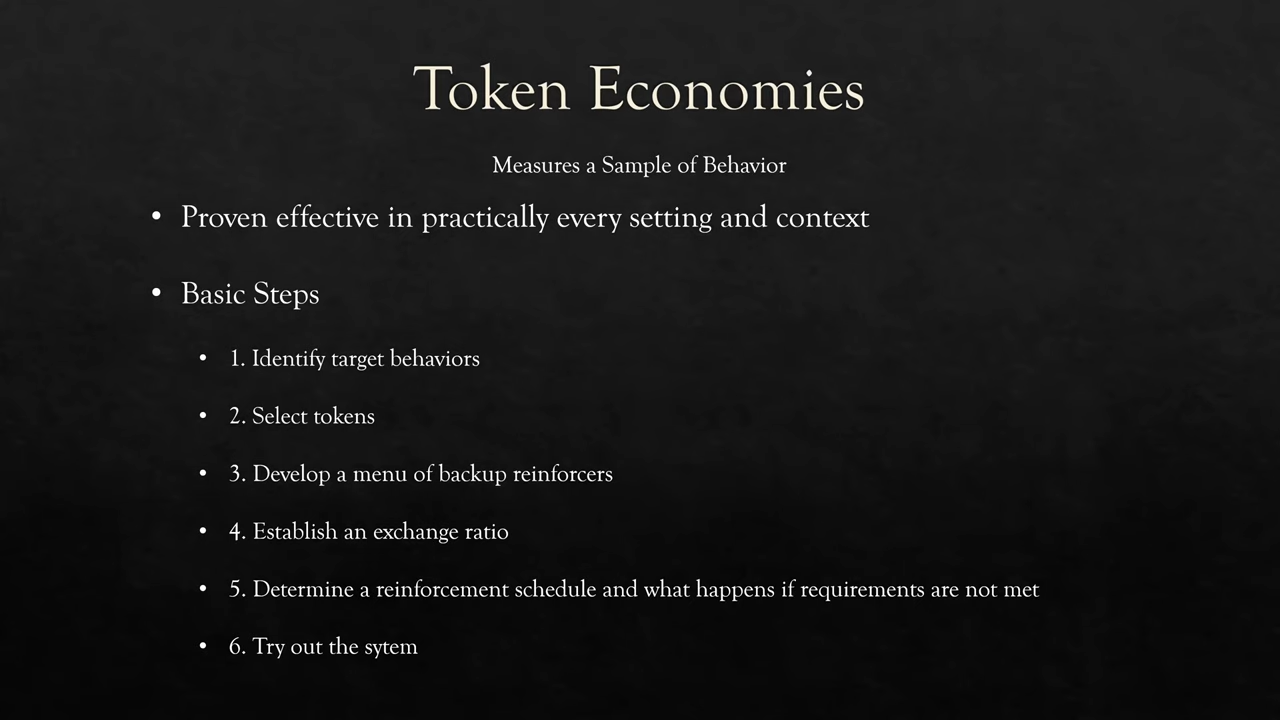 Token Economies
Measures a Sample of Behavior
• Proven effective in practically every setting and context
• Basic Steps
• 1. Identify target behaviors
• 2. Select tokens
• 3. Develop a menu of backup reinforcers
• 4. Establish an exchange ratio
• 5. Determine a reinforcement schedule and what happens if requirements are not met
• 6. Try out the sytem